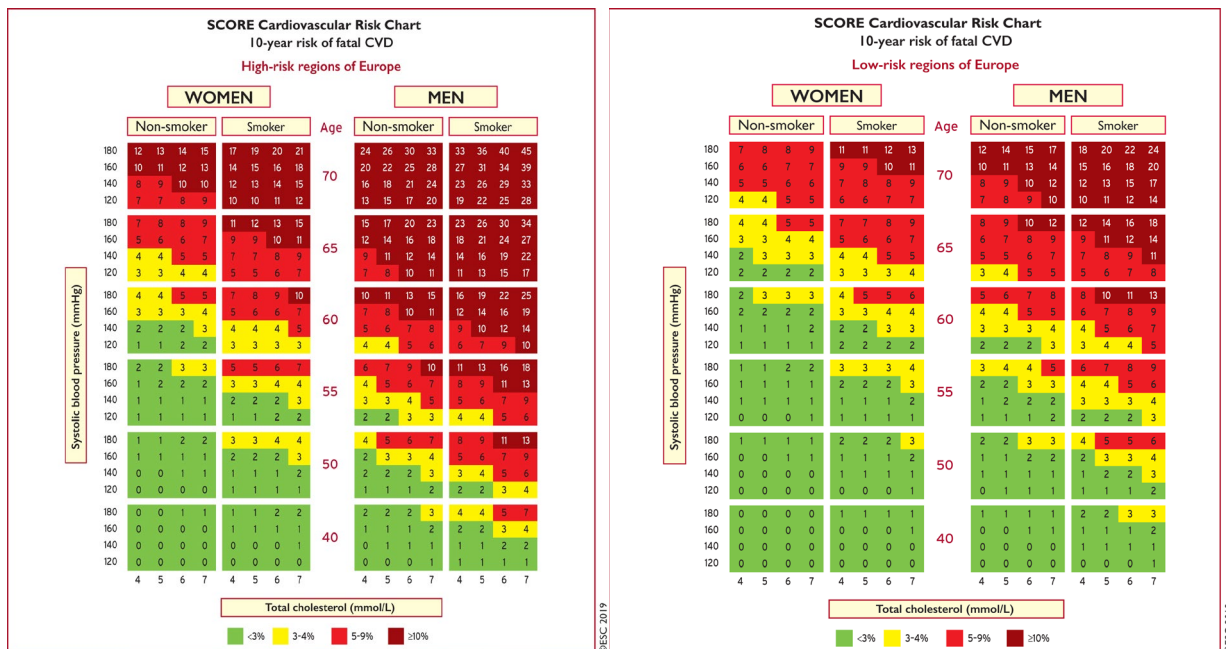 SCORE Cardiovascular Risk Chart
10-year risk of fatal CVD
High-risk regions of Europe
WOMEN MEN
Non-smoker Smoker Age Non-smoker Smoker
180 12 13 14 15 17 19 20 21 24 26 30 33 33 36 40 45
160 10 11 12 13 14 15 16 18 20 22 25 28 27 31 34 39
70
140 8 9 10 10 12 13 14 15 16 18 21 24 23 26 29 33
120 7 7 8 9 10 10 11 12 13 15 17 20 19 22 25 28
180 7 8 8 9 11 12 13 15 15 17 20 23 23 26 30 34
160 5 6 6 7 9 9 10 11 12 14 16 18 18 21 24 27
65
140 4 4 5 5 7 7 8 9 9 11 12 14 14 16 19 22
120 3 3 4 4 5 5 6 7 7 8 10 11 11 13 15 17
180 4 4 5 5 7 8 9 10 10 11 13 15 16 19 22 25
160 3 3 3 4 5 6 6 7 7 8 10 11 12 14 16 19
60
140 2 2 2 3 4 4 4 5 5 6 7 8 9 10 12 14
120 1 1 2 2 3 3 3 3 4 4 5 6 6 7 9 10
180 2 2 3 3 5 5 6 7 6 7 9 10 11 13 16 18
160 1 2 2 2 3 3 4 4 4 5 6 7 8 9 11 13
55
140 1 1 1 1 2 2 2 3 3 3 4 5 5 6 7 9
120 1 1 1 1 1 1 2 2 2 2 3 3 4 4 5 6
180 1 1 2 2 3 3 4 4 4 5 6 7 8 9 11 13
160 1 1 1 1 2 2 2 3 2 3 3 4 5 6 7 9
50
140 0 0 1 1 1 1 1 2 1 2 2 2 3 4 5 6
120 0 0 0 0 1 1 1 1 1 1 1 2 2 2 3 4
180 0 0 1 1 1 1 2 2 2 2 2 3 4 4 5 7
160 0 0 0 0 1 1 1 1 1 1 1 2 2 2 3 4
40
140 0 0 0 0 0 0 0 1 0 1 1 1 1 1 2 2
120 0 0 0 0 0 0 0 0 0 0 1 1 1 1 1 1
4 5 6 7 4 5 6 7 4 5 6 7 4 5 6 7
Systolic blood pressure (mmHg)
Total cholesterol (mmol/L)
<3% 3-4% 5-9% ≥10%
©ESC 2019
SCORE Cardiovascular Risk Chart
10-year risk of fatal CVD
Low-risk regions of Europe
WOMEN MEN
Non-smoker Smoker Age Non-smoker Smoker
180 7 8 8 9 11 11 12 13 12 14 15 17 18 20 22 24
160 6 6 7 7 9 9 10 11 10 11 13 14 15 16 18 20
70
140 5 5 6 6 7 8 8 9 8 9 10 12 12 13 15 17
120 4 4 5 5 6 6 7 7 7 7 8 9 10 11 12 14
180 4 4 5 5 7 7 8 9 8 9 10 12 12 14 16 18
160 3 3 4 4 5 6 6 7 6 7 8 9 9 11 12 14
65
140 2 3 3 3 4 4 5 5 5 5 6 7 7 8 9 11
120 2 2 2 2 3 3 3 4 3 4 5 5 5 6 7 8
180 2 3 3 3 4 5 5 6 5 6 7 8 8 10 11 13
160 2 2 2 2 3 3 4 4 4 4 5 5 6 7 8 9
60
140 1 1 1 2 2 2 3 3 3 3 3 4 4 5 5 7
120 1 1 1 1 2 2 2 2 2 2 2 3 3 3 4 5
180 1 1 2 2 3 3 3 4 3 4 4 5 6 7 8 9
160 1 1 1 1 2 2 2 3 2 2 3 3 4 4 5 6
55
140 1 1 1 1 1 1 1 2 1 2 2 2 3 3 3 4
120 0 0 0 1 1 1 1 1 1 1 1 2 2 2 2 3
180 1 1 1 1 2 2 2 3 2 2 3 3 4 5 5 6
160 0 0 1 1 1 1 1 2 1 2 2 2 2 3 3 4
50
140 0 0 0 0 1 1 1 1 1 1 1 1 2 2 2 3
120 0 0 0 0 0 0 1 1 0 1 1 1 1 1 1 2
180 0 0 0 0 1 1 1 1 1 1 1 1 2 2 3 3
160 0 0 0 0 0 0 0 1 0 0 1 1 1 1 1 2
40
140 0 0 0 0 0 0 0 0 0 0 0 0 1 1 1 1
120 0 0 0 0 0 0 0 0 0 0 0 0 0 0 0 1
4 5 6 7 4 5 6 7 4 5 6 7 4 5 6 7
Systolic blood pressure (mmHg)
Total cholesterol (mmol/L)
<3% 3-4% 5-9% ≥10%